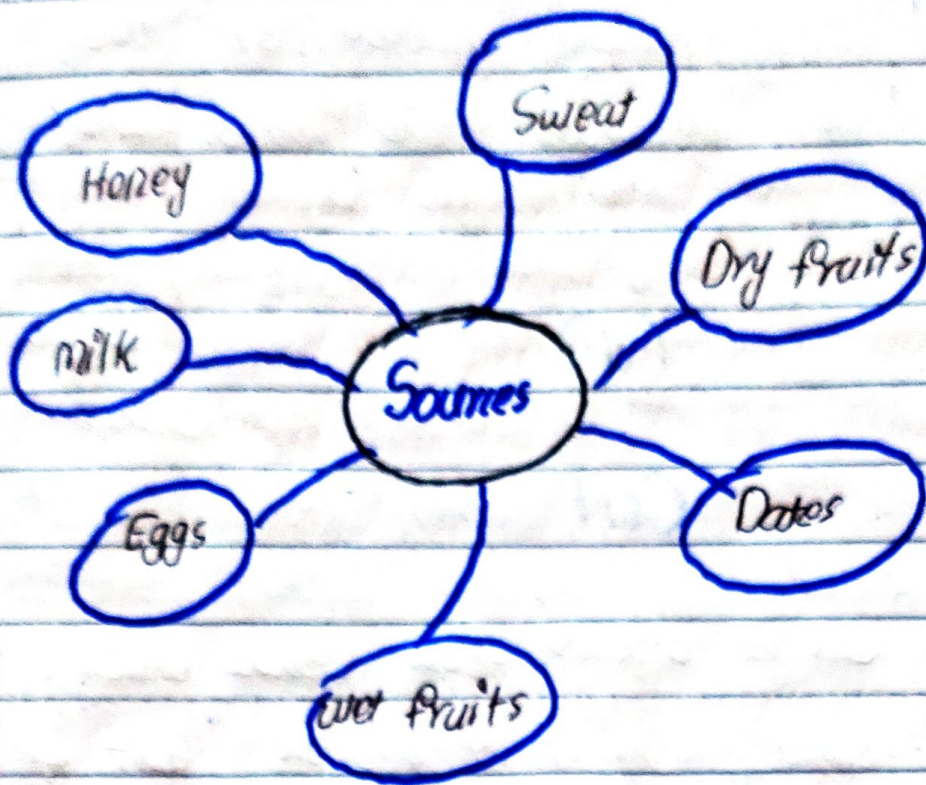 Sweat
Honey
Dry fruits
milk
Sources
Eggs
Dates
wet fruits